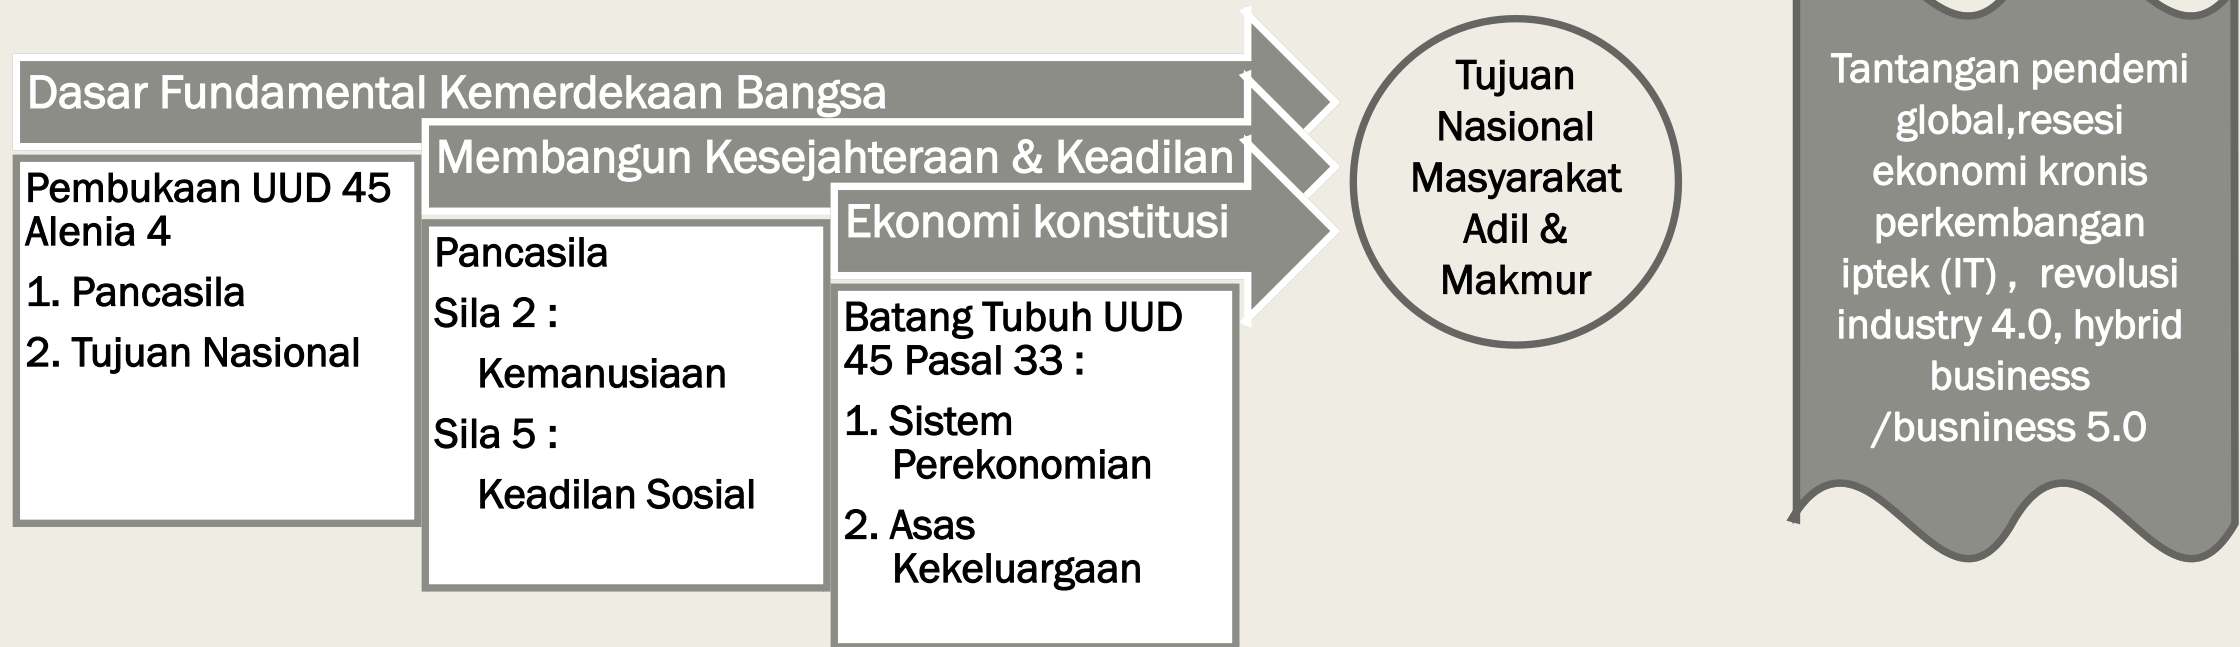 Dasar Fundamental Kemerdekaan Bangsa
Pembukaan UUD 45
Alenia 4
1. Pancasila
2. Tujuan Nasional
Membangun Kesejahteraan & Keadilan
Pancasila
Sila 2 :
Kemanusiaan
Sila 5 :
Keadilan Sosial
Ekonomi konstitusi
Batang Tubuh UUD
45 Pasal 33 :
1. Sistem
Perekonomian
2. Asas
Kekeluargaan
Tujuan
Nasional
Masyarakat
Adil &
Makmur
Tantangan pendemi
global,resesi
ekonomi kronis
perkembangan
iptek (IT) , revolusi
industry 4.0, hybrid
business
/busniness 5.0